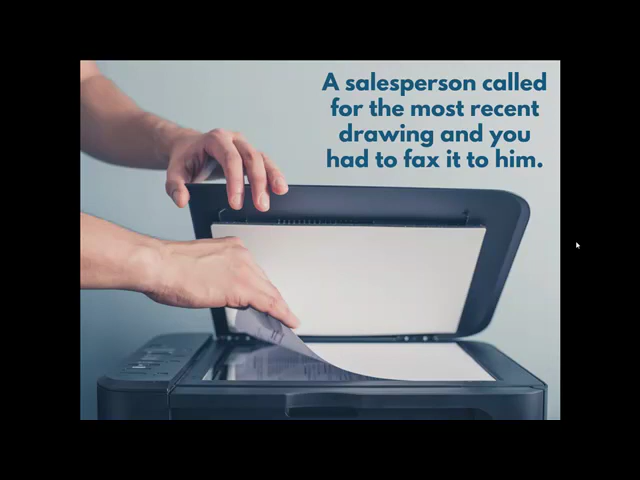 A salesperson called
for the most recent
drawing and you
had to fax it to him.